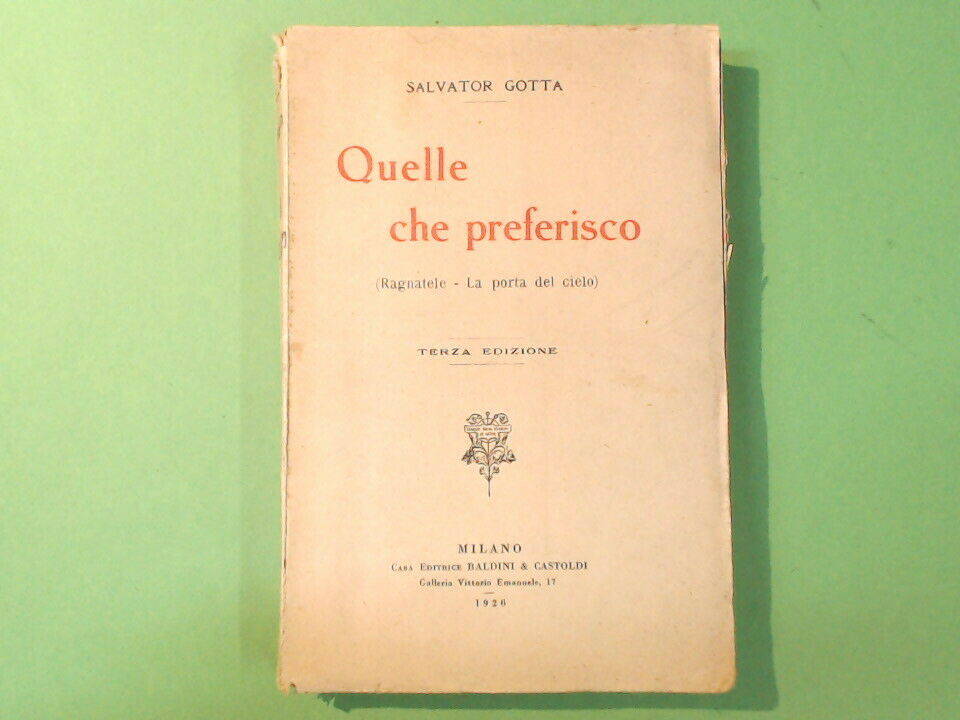 SALVATOR GOTTA
Quelle
che preferisco
(Ragnatele - La porta del cielo)
TERZA EDIZIONE
MILANO
CASA EDITRICE BALDINI & CASTOLDI
Galleria Vittorio Emanuele, 17
1926